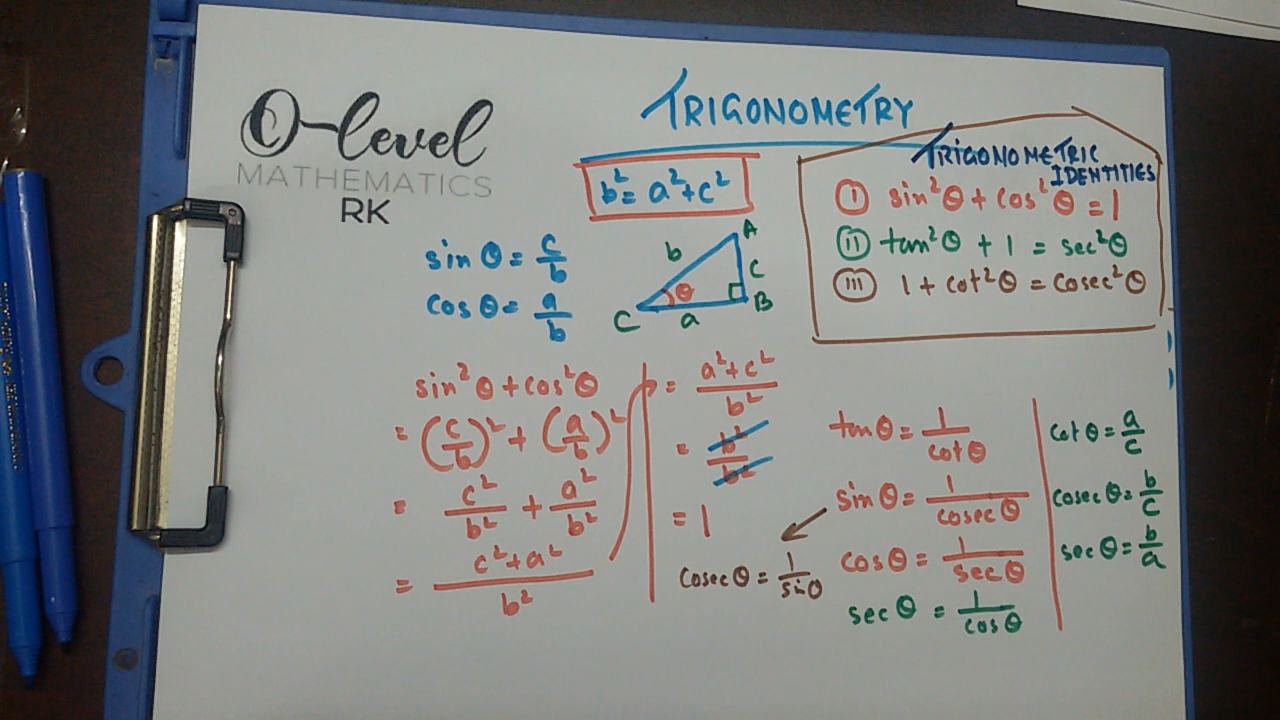 O-level
MATHEMATICS
RK
TRIGONOMETRY
b² = a² + c²
TRIGONOMETRIC
IDENTITIES
(I) sin²θ + cos²θ = 1
(II) tan²θ + 1 = sec²θ
(III) 1 + cot²θ = cosec²θ
sin θ = c/b
cos θ = a/b
A
b
c
θ
C
a
B
sin²θ + cos²θ
= (c/b)² + (a/b)²
= c²/b² + a²/b²
= c² + a²/b²
= a² + c²/b²
= b²/b²
= 1
cosec θ = 1/sin θ
tan θ = 1/cot θ
sin θ = 1/cosec θ
cos θ = 1/sec θ
sec θ = 1/cos θ
cot θ = a/c
cosec θ = b/c
sec θ = b/a